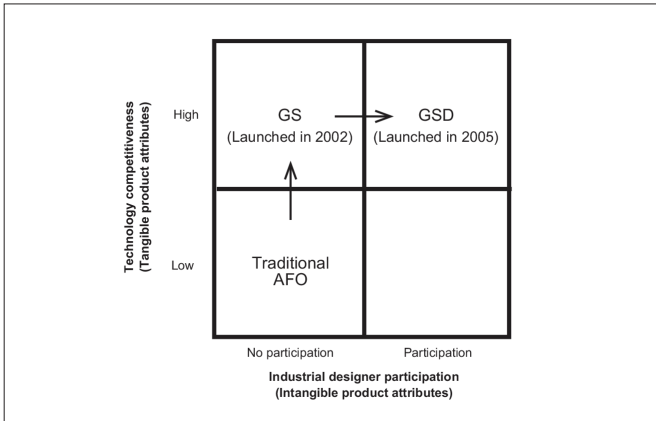 Technology competitiveness
(Tangible product attributes)
High
GS
(Launched in 2002)
GSD
(Launched in 2005)
Low
Traditional
AFO
No participation
Participation
Industrial designer participation
(Intangible product attributes)